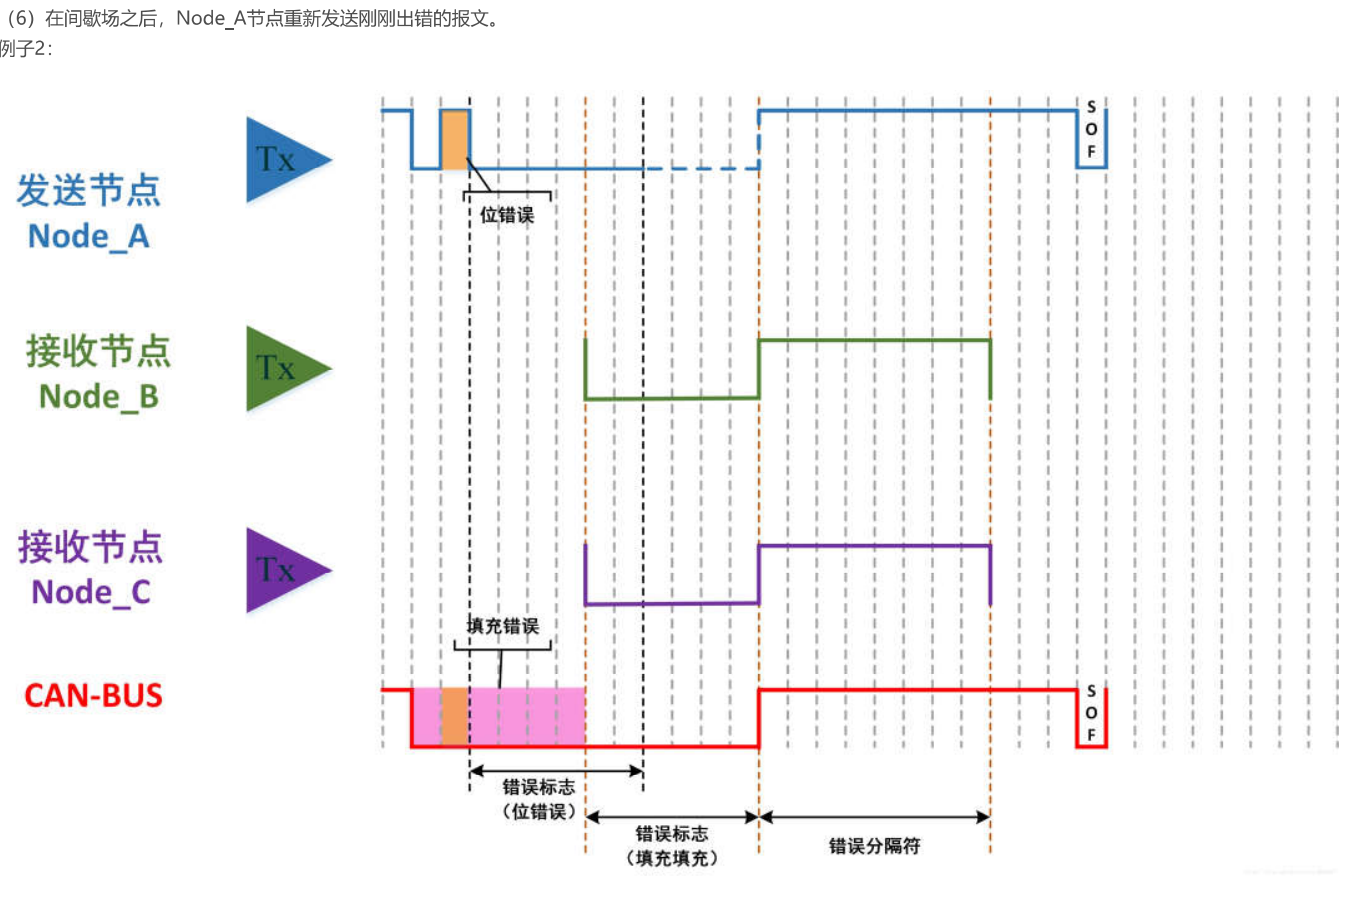 （6）在间歇场之后，Node_A节点重新发送刚刚出错的报文。
例子2：
S
O
F
Tx
发送节点
Node_A
位错误
接收节点
Node_B
Tx
接收节点
Node_C
Tx
填充错误
CAN-BUS
S
O
F
错误标志
（位错误）
错误标志
（填充填充）
错误分隔符